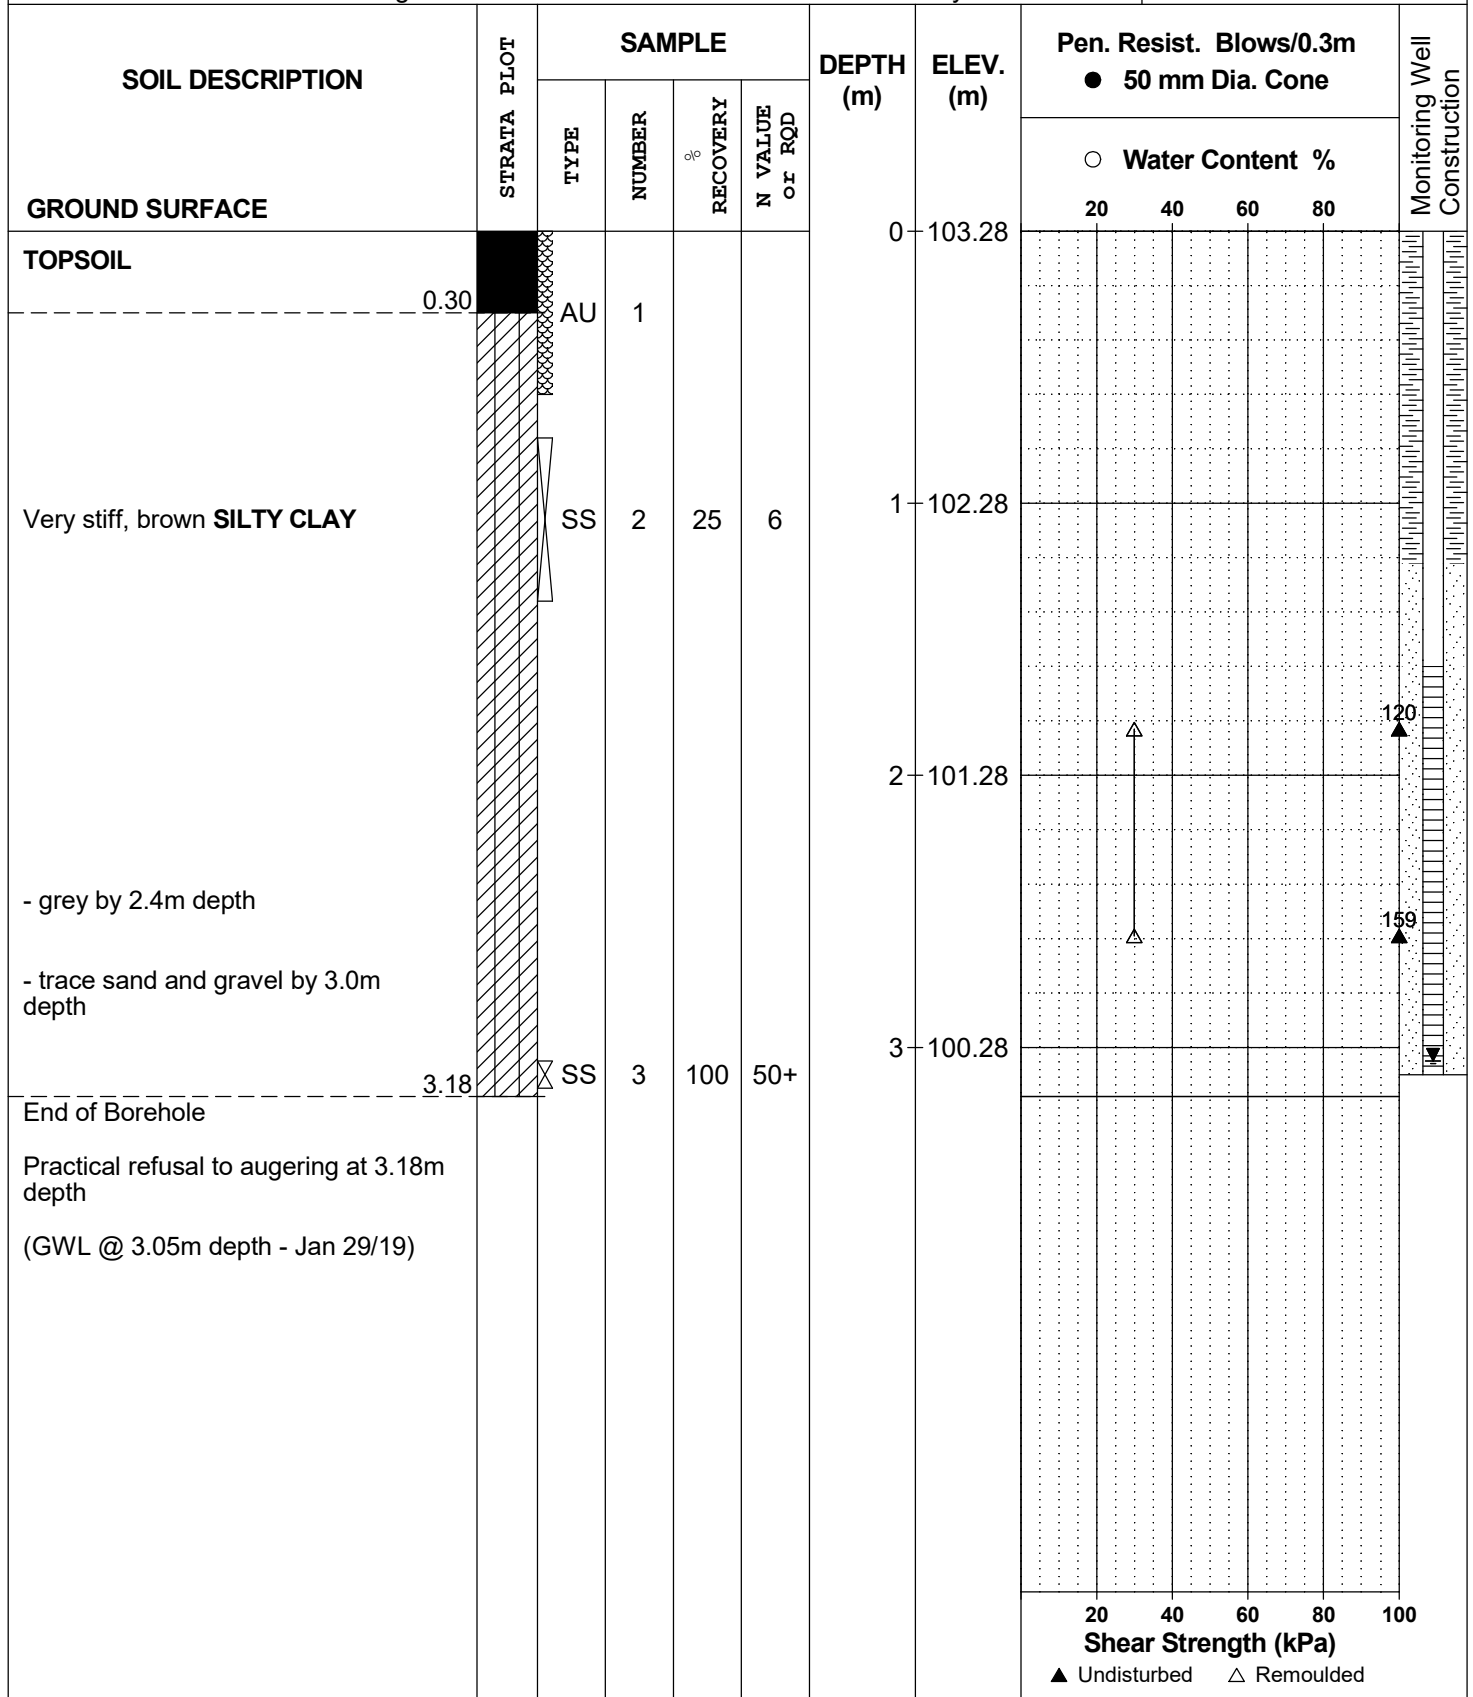 SOIL DESCRIPTION
GROUND SURFACE
STRATA PLOT
SAMPLE
TYPE
NUMBER
% RECOVERY
N VALUE or RQD
DEPTH (m)
ELEV. (m)
Pen. Resist. Blows/0.3m
● 50 mm Dia. Cone
○ Water Content %
20 40 60 80
Monitoring Well Construction
0 103.28
TOPSOIL
0.30
AU 1
1 102.28
Very stiff, brown SILTY CLAY
SS 2 25 6
120
2 101.28
- grey by 2.4m depth
159
- trace sand and gravel by 3.0m
depth
3 100.28
SS 3 100 50+
3.18
End of Borehole
Practical refusal to augering at 3.18m
depth
(GWL @ 3.05m depth - Jan 29/19)
20 40 60 80 100
Shear Strength (kPa)
▲ Undisturbed △ Remoulded